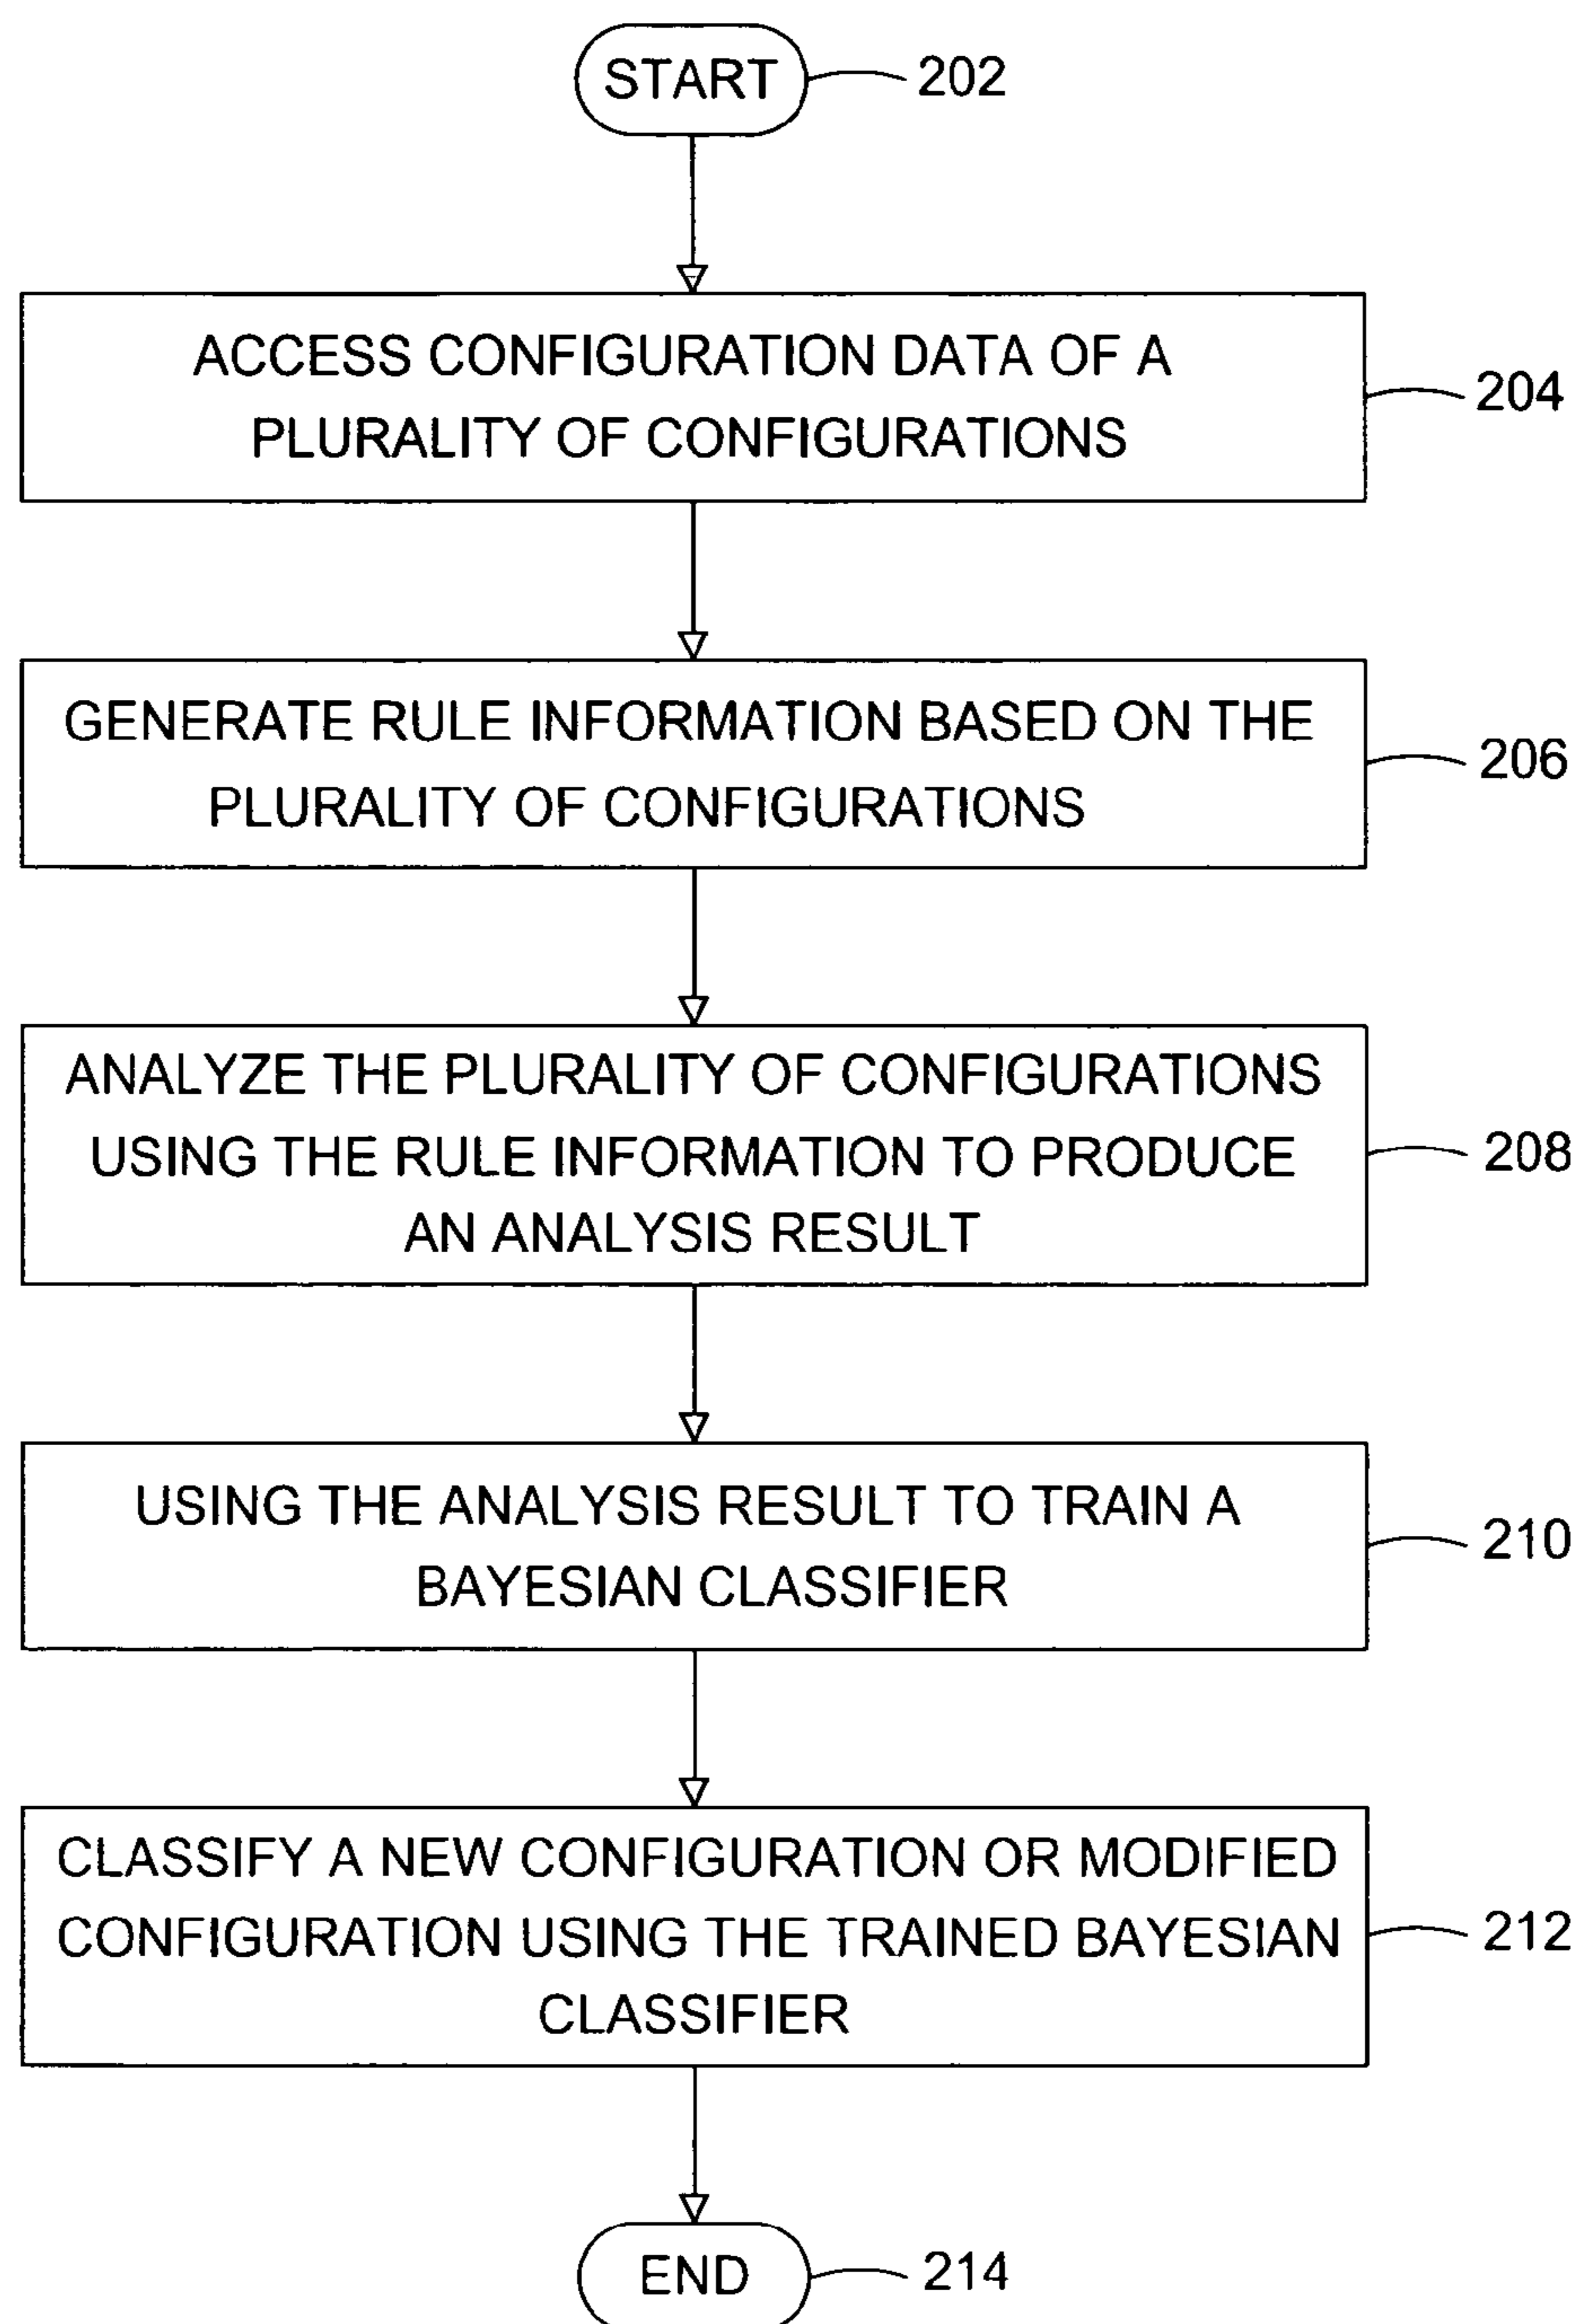 START
202
ACCESS CONFIGURATION DATA OF A
PLURALITY OF CONFIGURATIONS
204
GENERATE RULE INFORMATION BASED ON THE
PLURALITY OF CONFIGURATIONS
206
ANALYZE THE PLURALITY OF CONFIGURATIONS
USING THE RULE INFORMATION TO PRODUCE
AN ANALYSIS RESULT
208
USING THE ANALYSIS RESULT TO TRAIN A
BAYESIAN CLASSIFIER
210
CLASSIFY A NEW CONFIGURATION OR MODIFIED
CONFIGURATION USING THE TRAINED BAYESIAN
CLASSIFIER
212
END
214